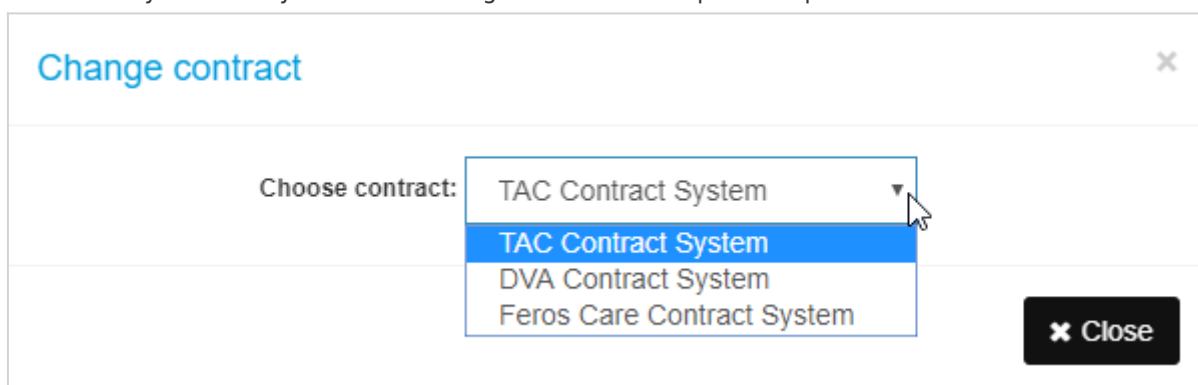 Change contract ×
Choose contract: TAC Contract System
TAC Contract System
DVA Contract System
Feros Care Contract System
✖ Close